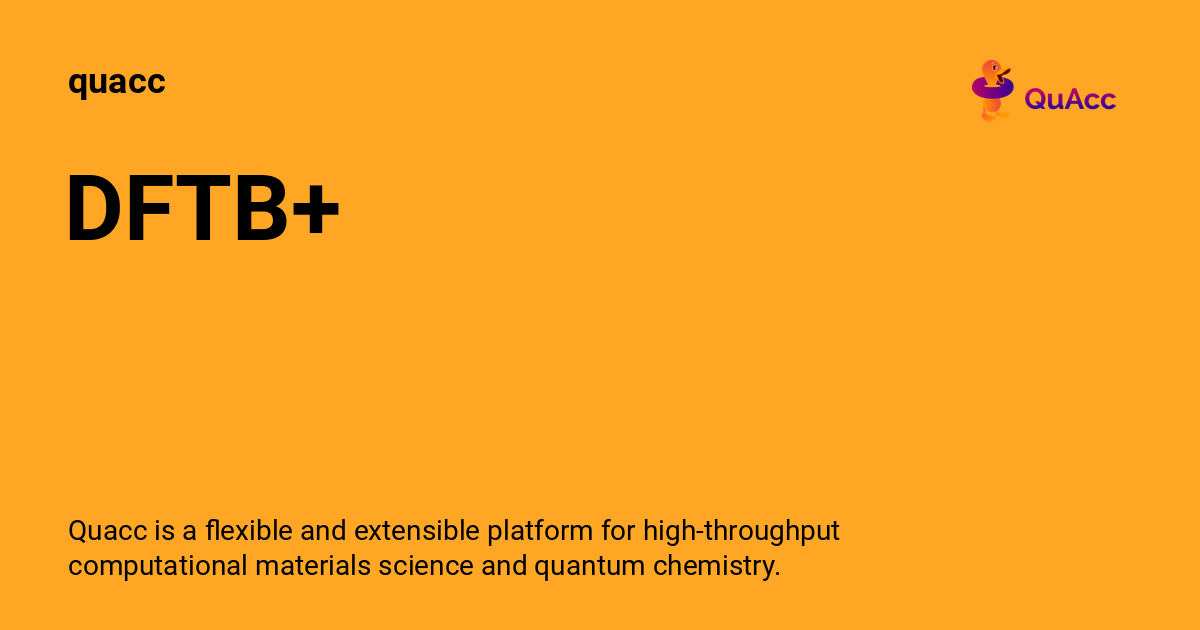 quacc
QuAcc
DFTB+
Quacc is a flexible and extensible platform for high-throughput
computational materials science and quantum chemistry.